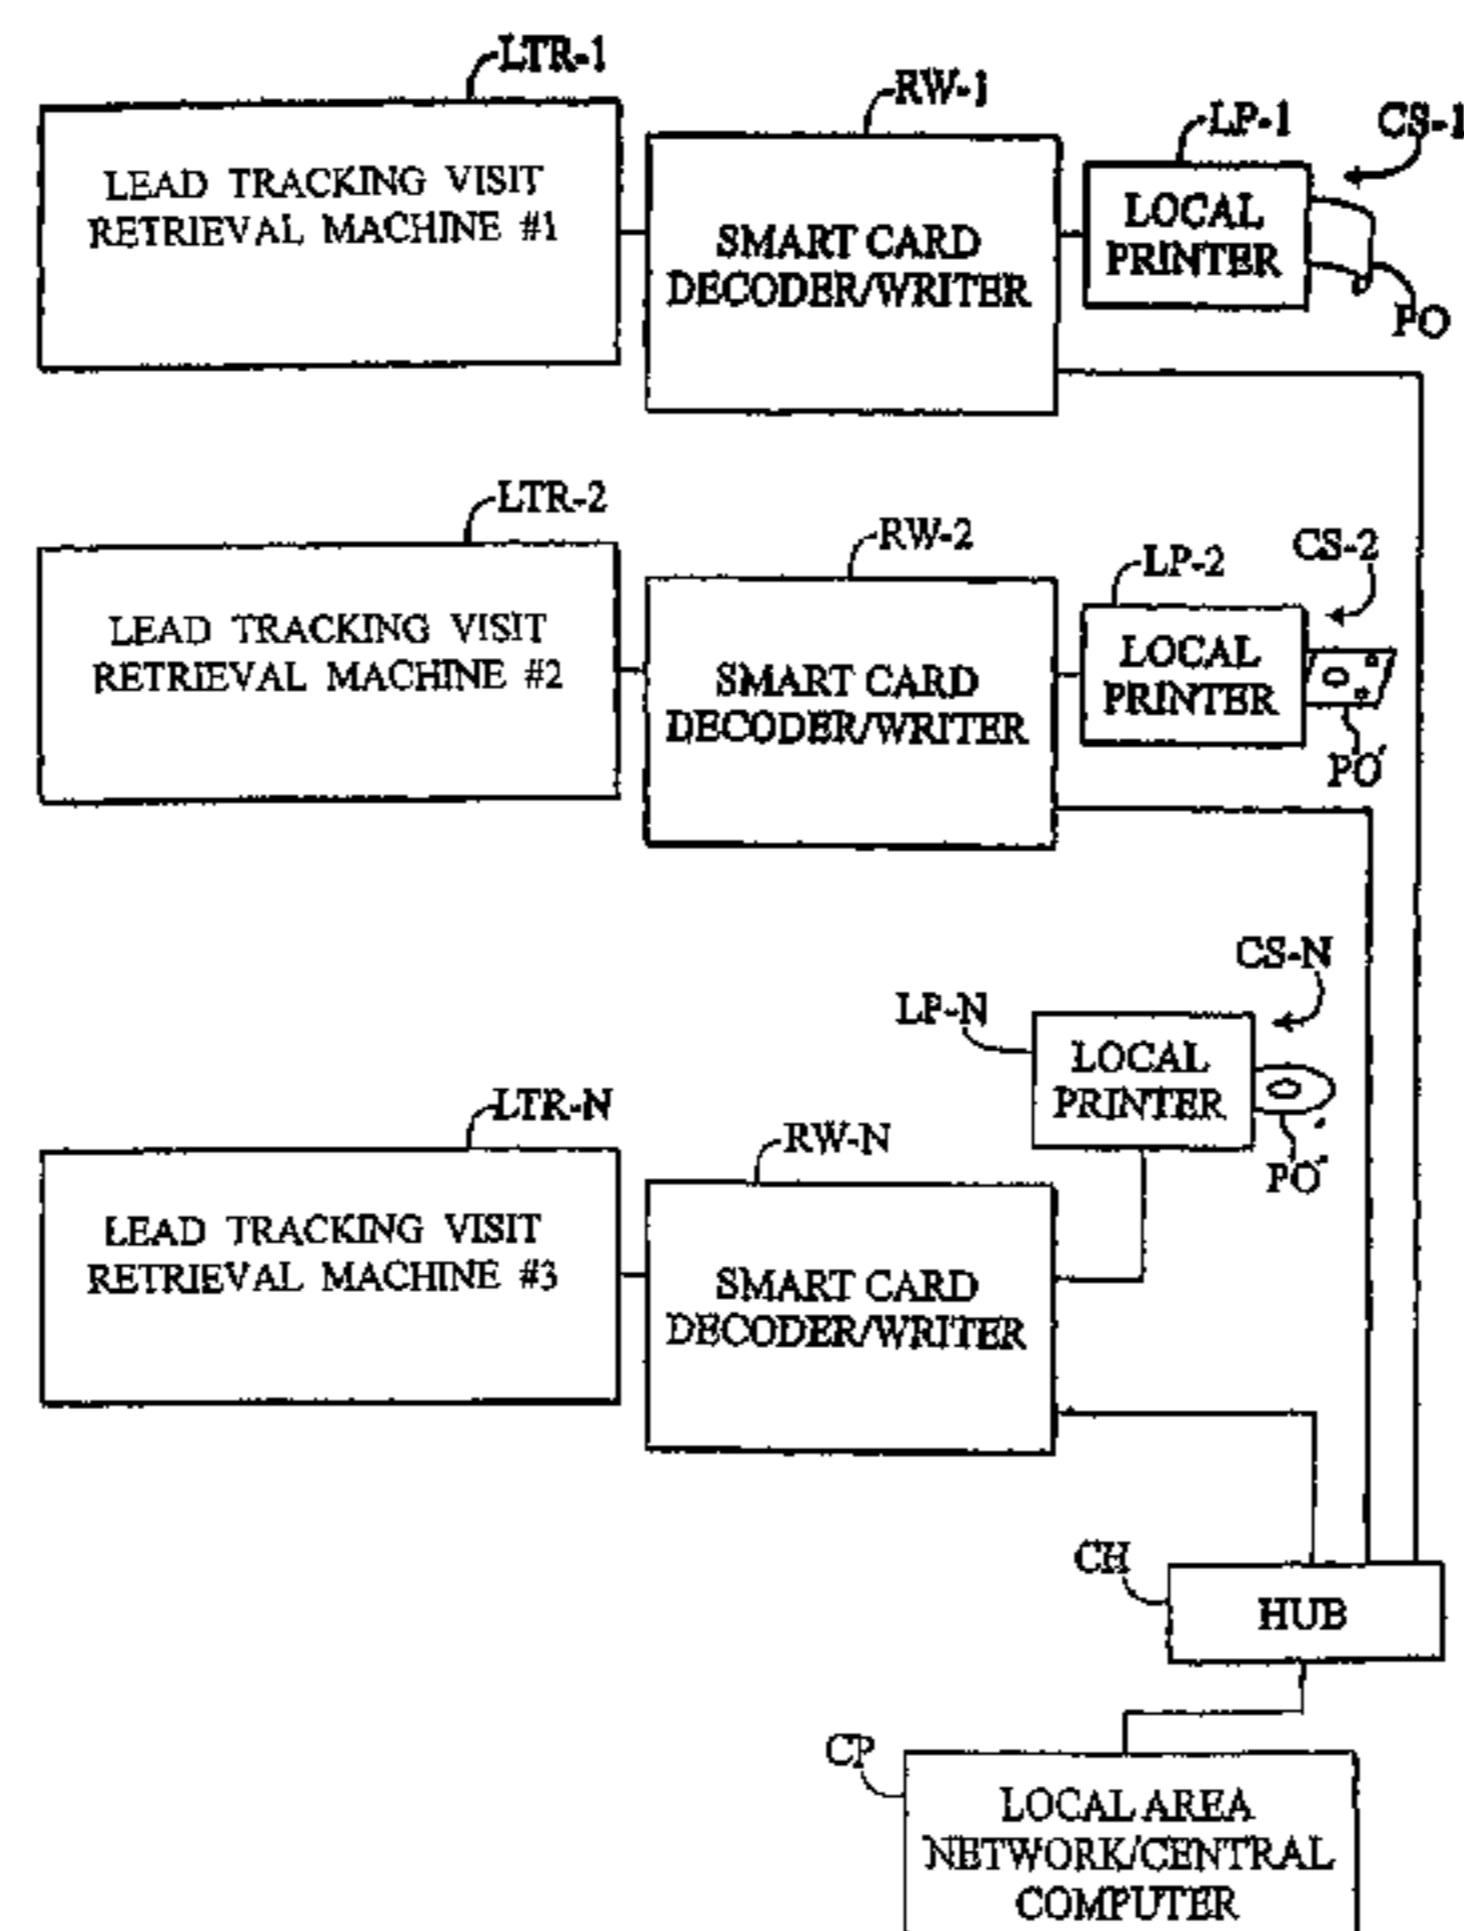 LTR-1
RW-1
LP-1
CS-1
LEAD TRACKING VISIT
RETRIEVAL MACHINE #1
SMART CARD
DECODER/WRITER
LOCAL
PRINTER
PO
LTR-2
RW-2
LP-2
CS-2
LEAD TRACKING VISIT
RETRIEVAL MACHINE #2
SMART CARD
DECODER/WRITER
LOCAL
PRINTER
PO'
CS-N
LP-N
LOCAL
PRINTER
PO"
LTR-N
RW-N
LEAD TRACKING VISIT
RETRIEVAL MACHINE #3
SMART CARD
DECODER/WRITER
CH
HUB
CP
LOCAL AREA
NETWORK/CENTRAL
COMPUTER